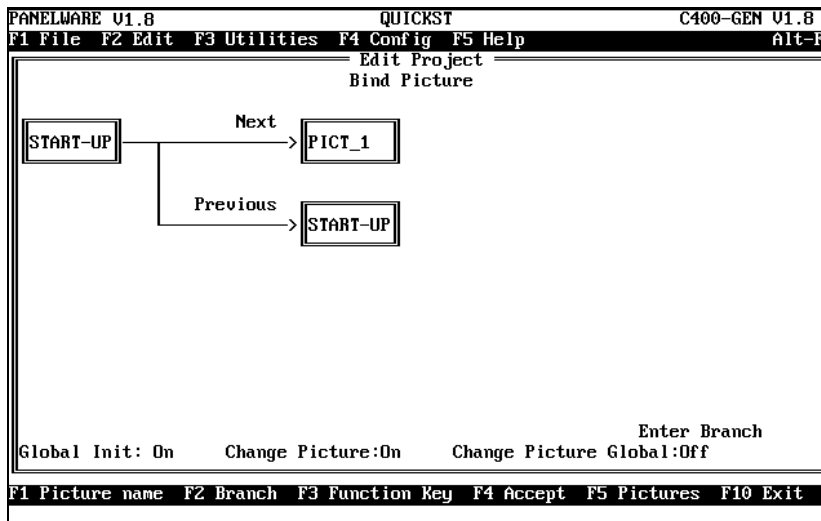 PANELWARE V1.8 QUICKST C400-GEN V1.8
F1 File F2 Edit F3 Utilities F4 Config F5 Help Alt-F
Edit Project
Bind Picture
Next
START-UP > PICT_1
Previous
> START-UP
Enter Branch
Global Init: On Change Picture:On Change Picture Global:Off
F1 Picture name F2 Branch F3 Function Key F4 Accept F5 Pictures F10 Exit